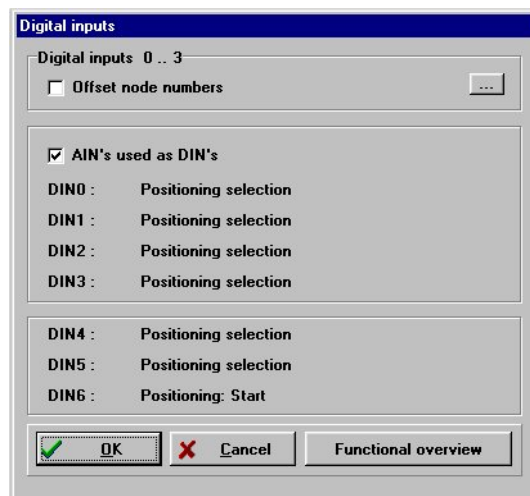 Digital inputs
Digital inputs 0 .. 3
Offset node numbers
...
AIN's used as DIN's
DIN0 : Positioning selection
DIN1 : Positioning selection
DIN2 : Positioning selection
DIN3 : Positioning selection
DIN4 : Positioning selection
DIN5 : Positioning selection
DIN6 : Positioning: Start
OK
Cancel
Functional overview